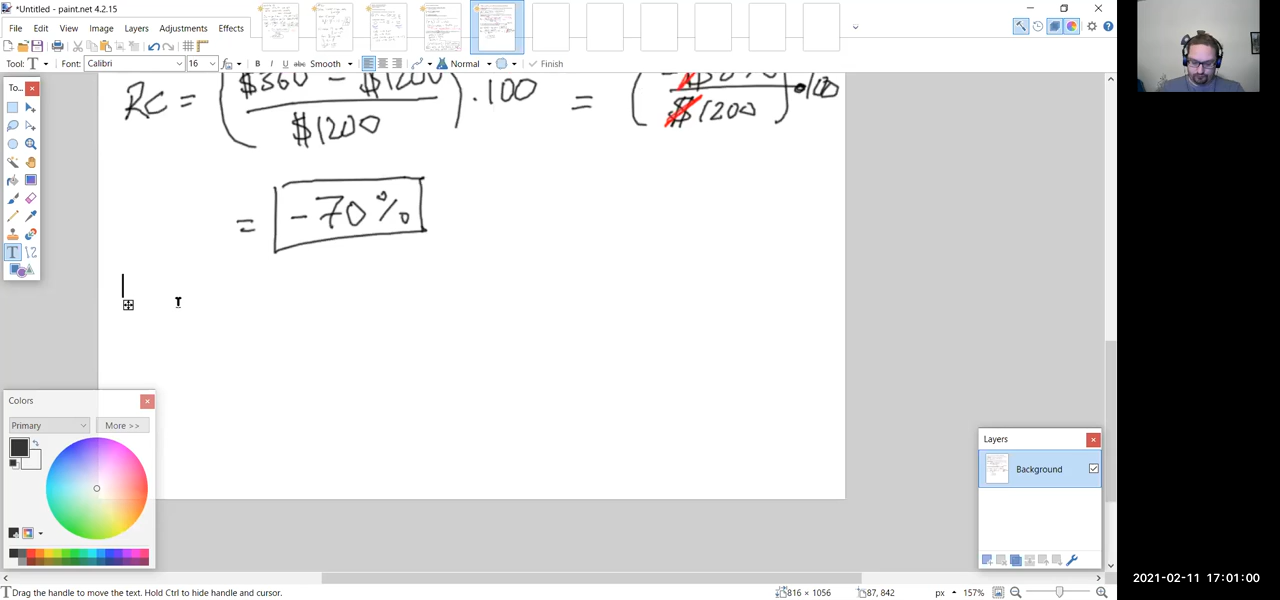 *Untitled - paint.net 4.2.15
File Edit View Image Layers Adjustments Effects
Tool: T Font: Calibri 16 B I U S Smooth Normal Finish
To...
RC = ($360 - $1200 / $1200) . 100 = ( / $1200) • 100
= -70%
T
Colors
Primary More >>
Layers
Background
Drag the handle to move the text. Hold Ctrl to hide handle and cursor.
816 × 1056 87, 842 px 157%
2021-02-11 17:01:00